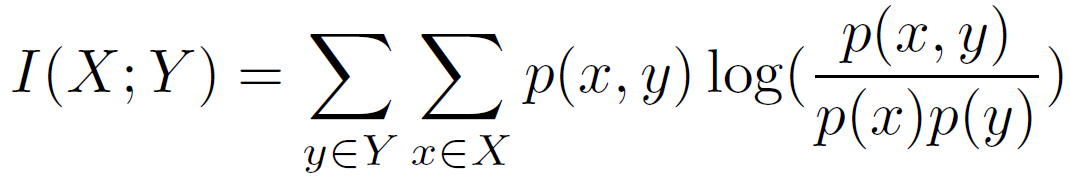 I(X;Y) = \sum_{y \in Y} \sum_{x \in X} p(x, y) \log(\frac{p(x, y)}{p(x)p(y)})